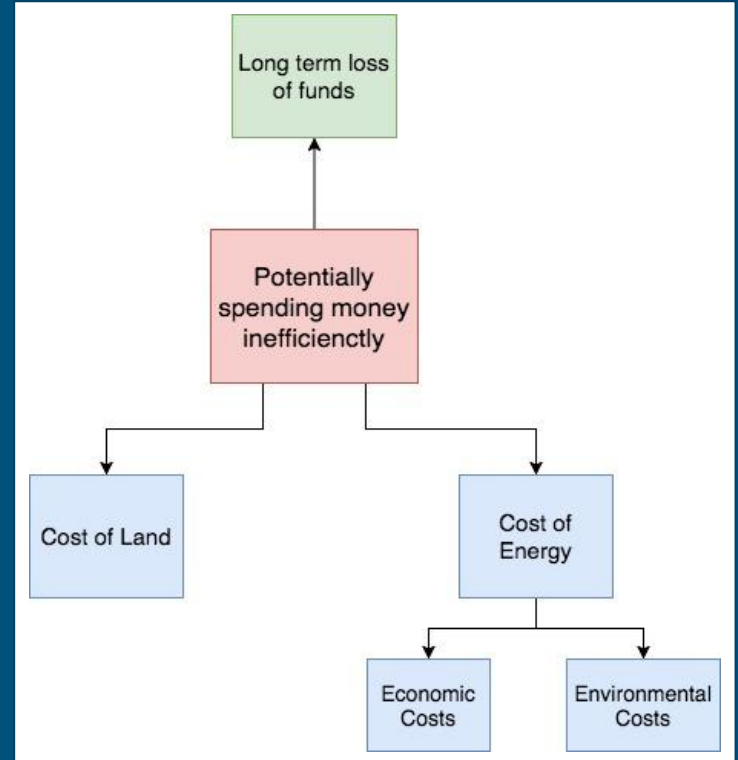 Long term loss
of funds
Potentially
spending money
inefficienctly
Cost of Land
Cost of
Energy
Economic
Costs
Environmental
Costs